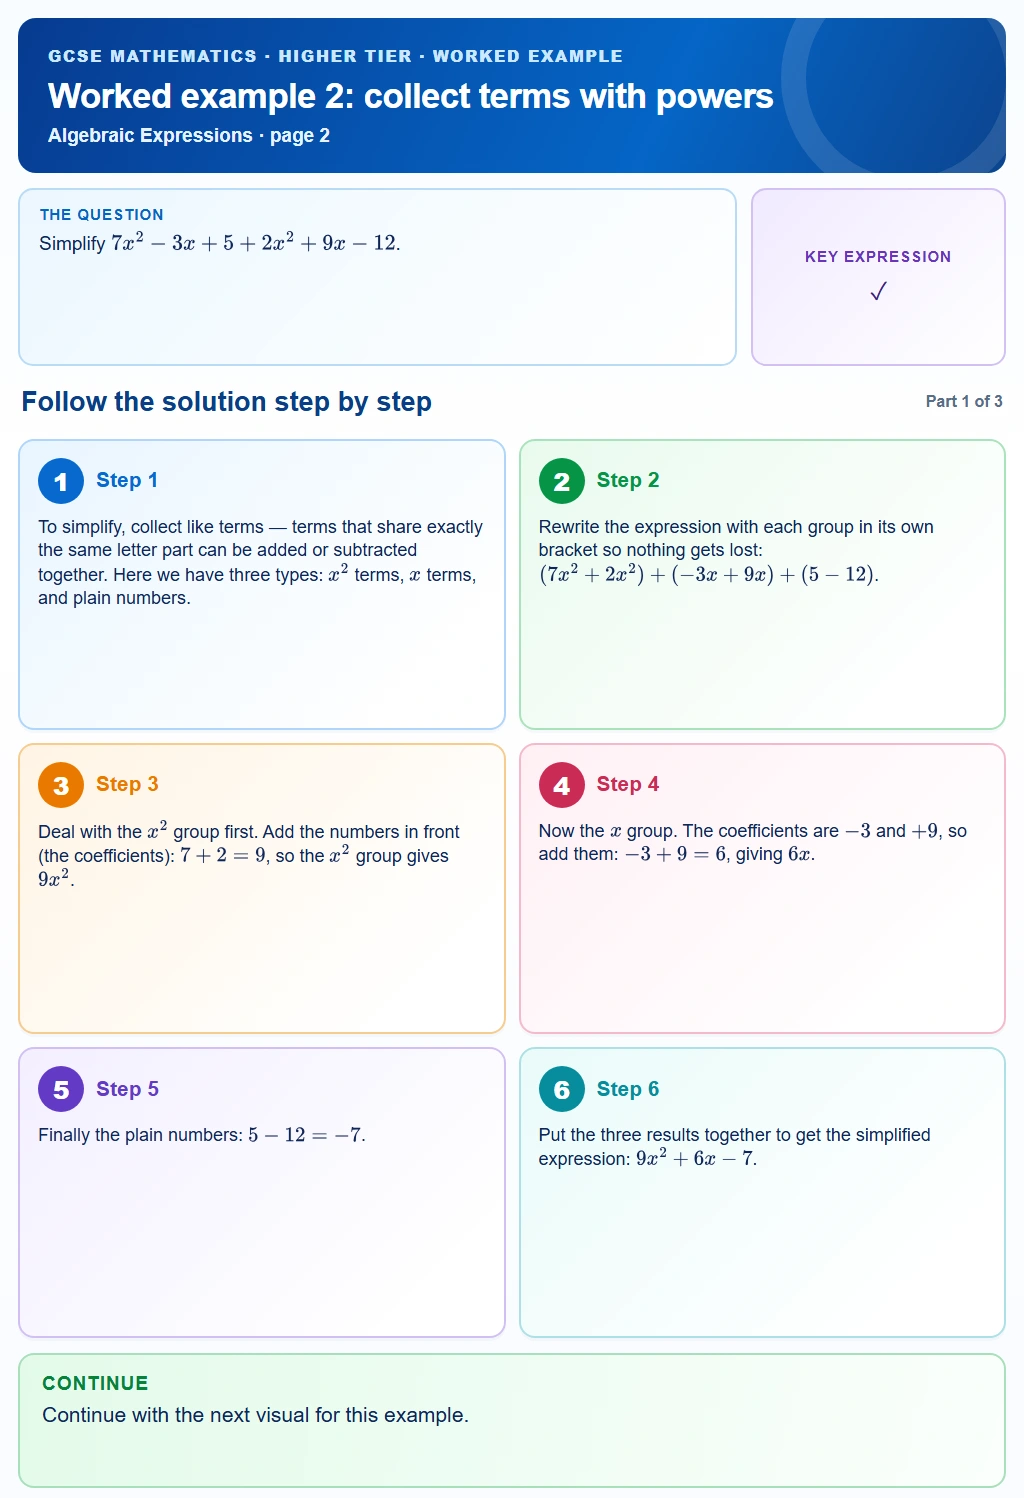 GCSE MATHEMATICS · HIGHER TIER · WORKED EXAMPLE
Worked example 2: collect terms with powers
Algebraic Expressions · page 2
THE QUESTION
Simplify 7x² − 3x + 5 + 2x² + 9x − 12.
KEY EXPRESSION
✓
Follow the solution step by step
Part 1 of 3
1 Step 1
To simplify, collect like terms — terms that share exactly
the same letter part can be added or subtracted
together. Here we have three types: x² terms, x terms,
and plain numbers.
2 Step 2
Rewrite the expression with each group in its own
bracket so nothing gets lost:
(7x² + 2x²) + (−3x + 9x) + (5 − 12).
3 Step 3
Deal with the x² group first. Add the numbers in front
(the coefficients): 7 + 2 = 9, so the x² group gives
9x².
4 Step 4
Now the x group. The coefficients are −3 and +9, so
add them: −3 + 9 = 6, giving 6x.
5 Step 5
Finally the plain numbers: 5 − 12 = −7.
6 Step 6
Put the three results together to get the simplified
expression: 9x² + 6x − 7.
CONTINUE
Continue with the next visual for this example.